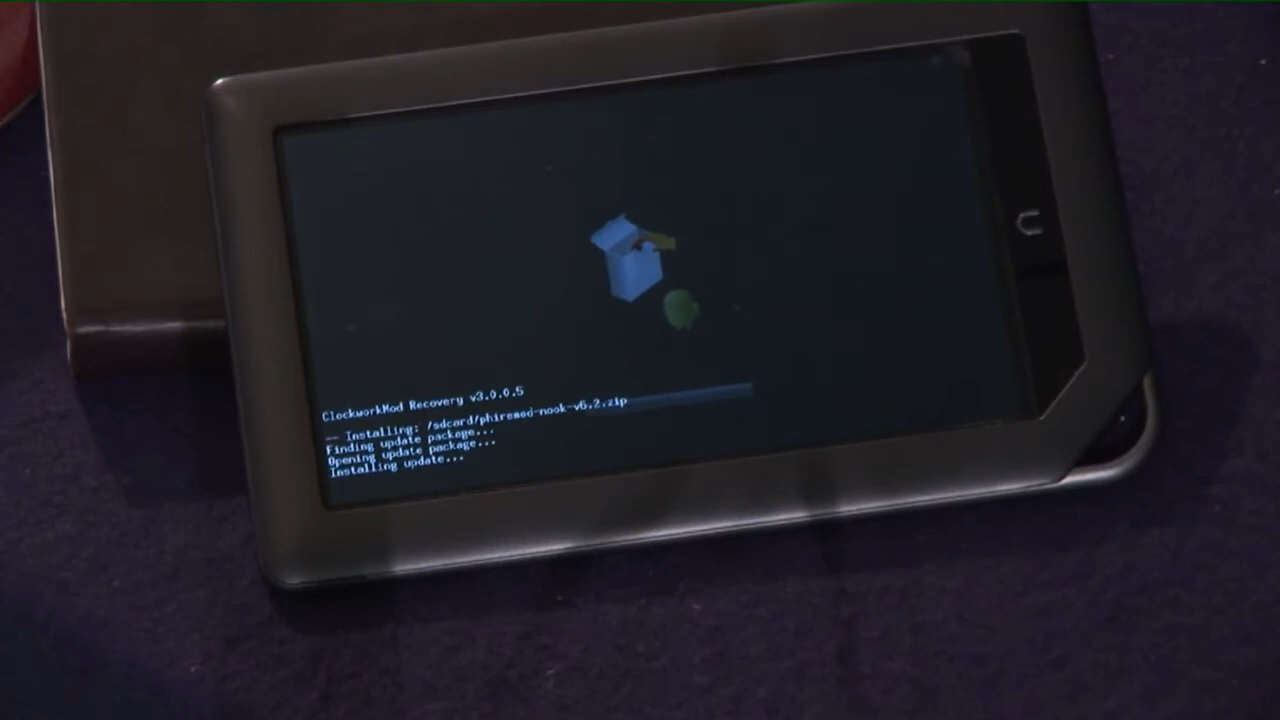 ClockworkMod Recovery v3.0.0.5
-- Installing: /sdcard/phiremod-nook-v6.2.zip
Finding update package...
Opening update package...
Installing update...